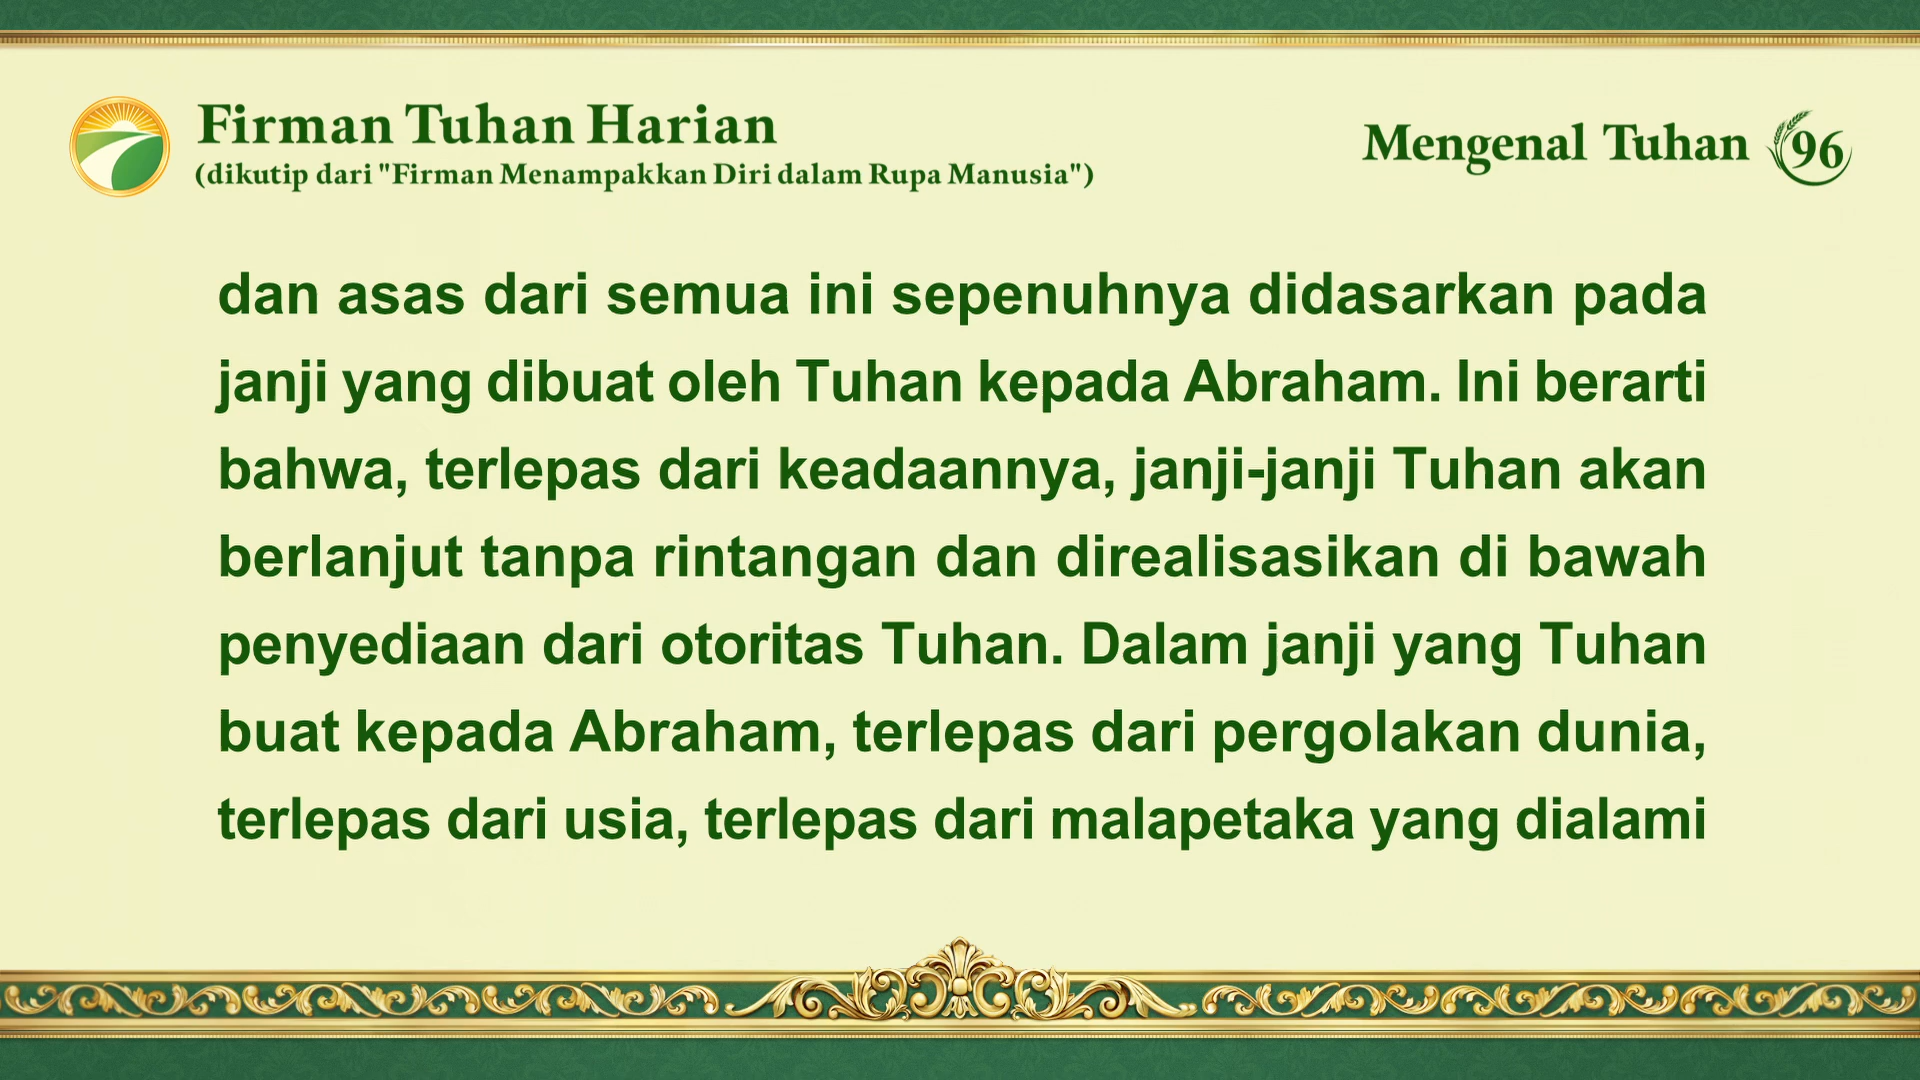 Firman Tuhan Harian
(dikutip dari "Firman Menampakkan Diri dalam Rupa Manusia")
Mengenal Tuhan 96
dan asas dari semua ini sepenuhnya didasarkan pada
janji yang dibuat oleh Tuhan kepada Abraham. Ini berarti
bahwa, terlepas dari keadaannya, janji-janji Tuhan akan
berlanjut tanpa rintangan dan direalisasikan di bawah
penyediaan dari otoritas Tuhan. Dalam janji yang Tuhan
buat kepada Abraham, terlepas dari pergolakan dunia,
terlepas dari usia, terlepas dari malapetaka yang dialami